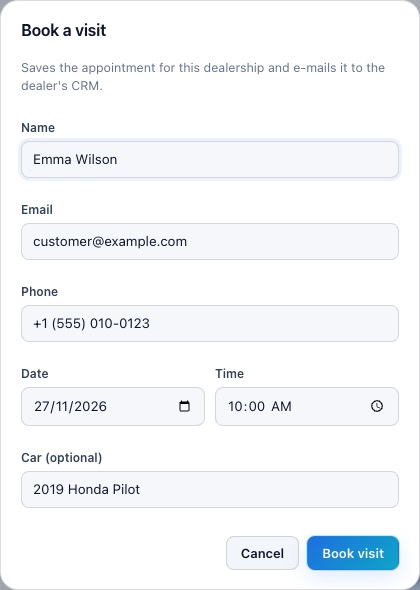 Book a visit
Saves the appointment for this dealership and e-mails it to the
dealer's CRM.
Name
Emma Wilson
Email
customer@example.com
Phone
+1 (555) 010-0123
Date
Time
27/11/2026
10:00 AM
Car (optional)
2019 Honda Pilot
Cancel
Book visit